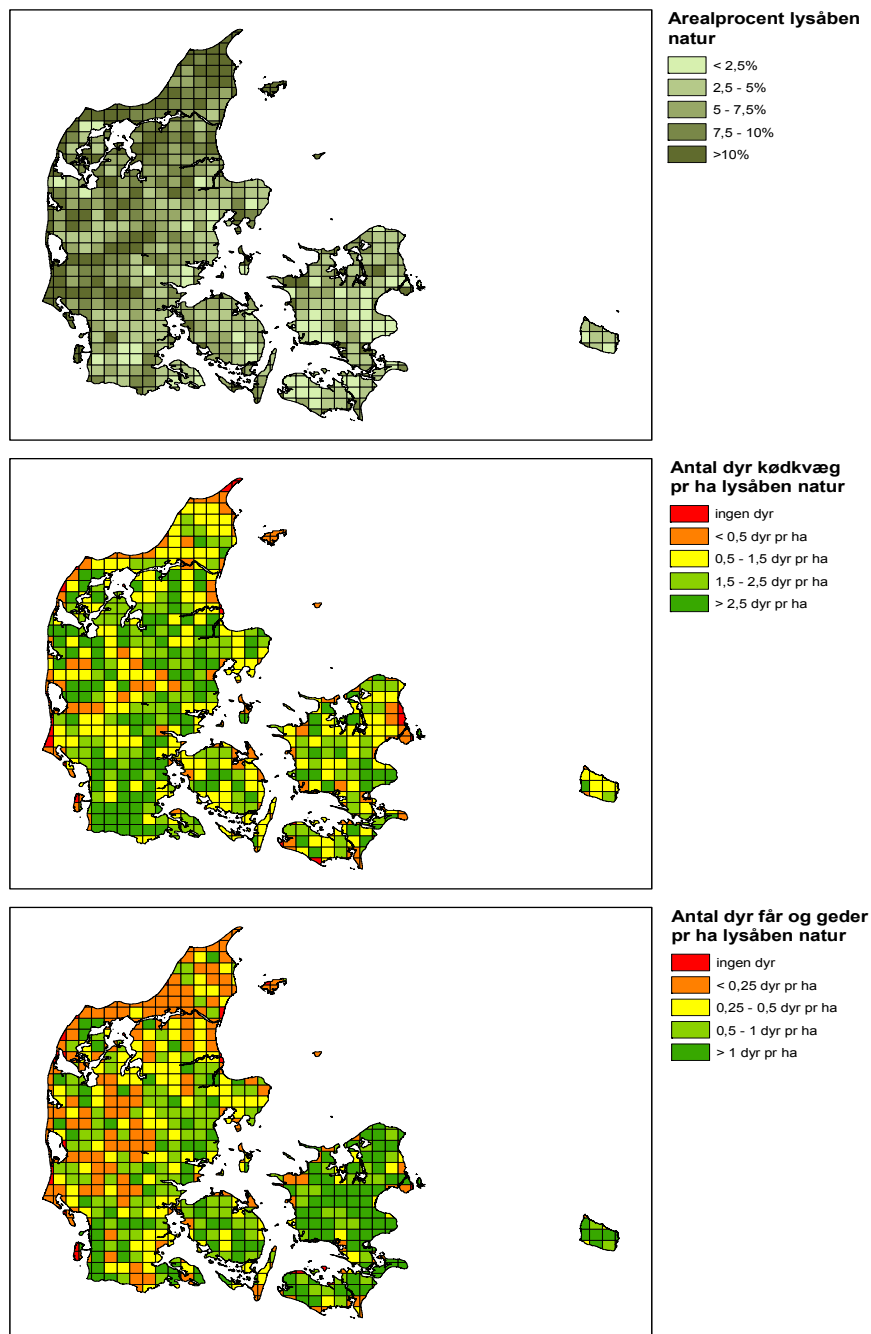 Arealprocent lysåben
natur
< 2,5%
2,5 - 5%
5 - 7,5%
7,5 - 10%
>10%
Antal dyr kødkvæg
pr ha lysåben natur
ingen dyr
< 0,5 dyr pr ha
0,5 - 1,5 dyr pr ha
1,5 - 2,5 dyr pr ha
> 2,5 dyr pr ha
Antal dyr får og geder
pr ha lysåben natur
ingen dyr
< 0,25 dyr pr ha
0,25 - 0,5 dyr pr ha
0,5 - 1 dyr pr ha
> 1 dyr pr ha